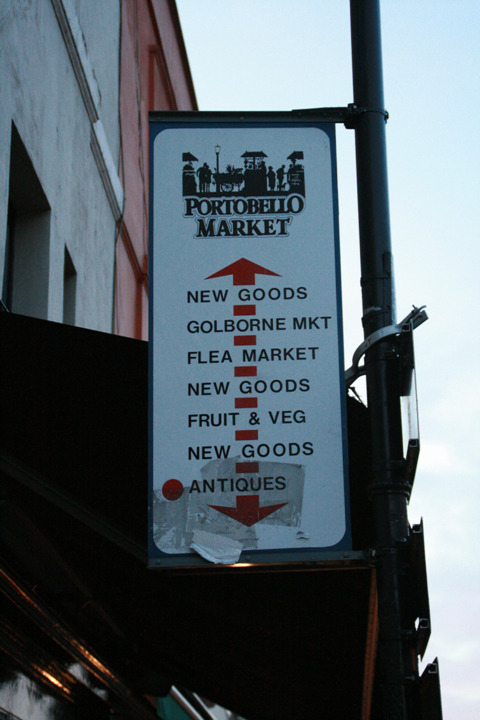 PORTOBELLO
MARKET
NEW GOODS
GOLBORNE MKT
FLEA MARKET
NEW GOODS
FRUIT & VEG
NEW GOODS
ANTIQUES